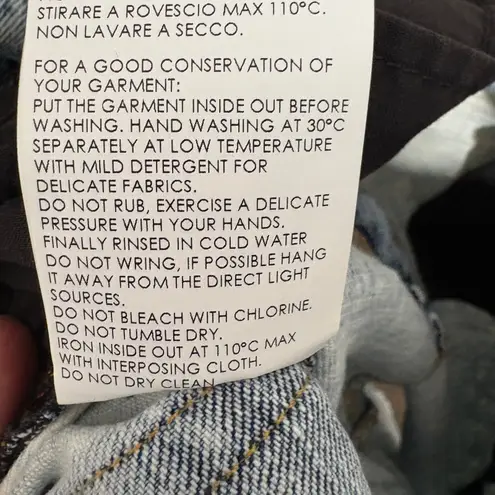 STIRARE A ROVESCIO MAX 110°C.
NON LAVARE A SECCO.
FOR A GOOD CONSERVATION OF
YOUR GARMENT:
PUT THE GARMENT INSIDE OUT BEFORE
WASHING. HAND WASHING AT 30°C
SEPARATELY AT LOW TEMPERATURE
WITH MILD DETERGENT FOR
DELICATE FABRICS.
DO NOT RUB, EXERCISE A DELICATE
PRESSURE WITH YOUR HANDS.
FINALLY RINSED IN COLD WATER
DO NOT WRING, IF POSSIBLE HANG
IT AWAY FROM THE DIRECT LIGHT
SOURCES.
DO NOT BLEACH WITH CHLORINE.
DO NOT TUMBLE DRY.
IRON INSIDE OUT AT 110°C MAX
WITH INTERPOSING CLOTH.
DO NOT DRY CLEAN